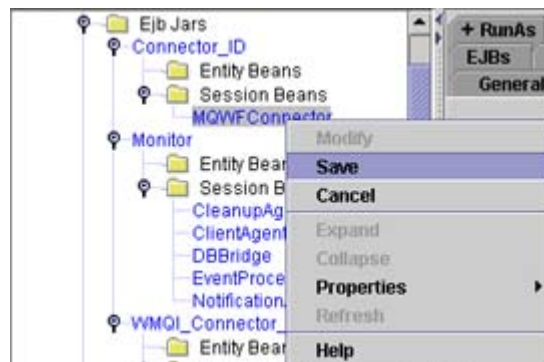 Ejb Jars
Connector_ID
Entity Beans
Session Beans
MQWFConnector
Monitor
Entity Bear
Session B
CleanupAg
ClientAgent
DBBridge
EventProce
Notification
WMQI_Connector_
Entity Bear
+ RunAs
EJBs
General
Modify
Save
Cancel
Expand
Collapse
Properties
Refresh
Help